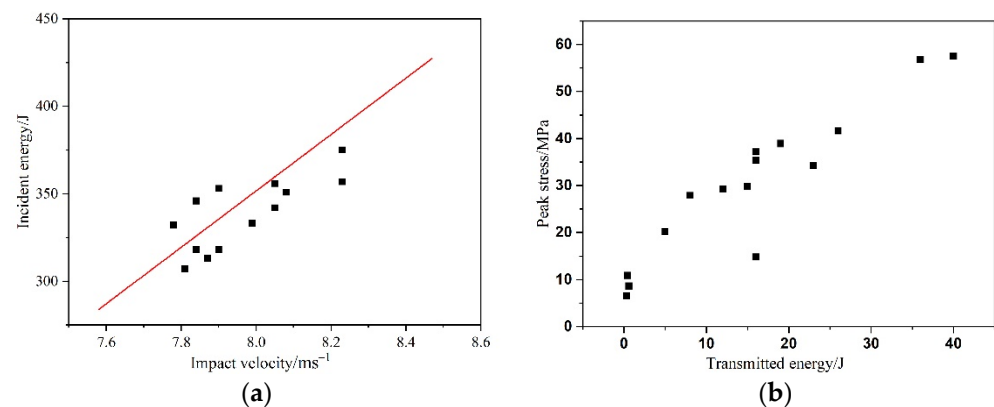 450
400
350
300
Incident energy/J
7.6 7.8 8.0 8.2 8.4 8.6
Impact velocity/ms⁻¹
(a)
60
50
40
30
20
10
0
Peak stress/MPa
0 10 20 30 40
Transmitted energy/J
(b)